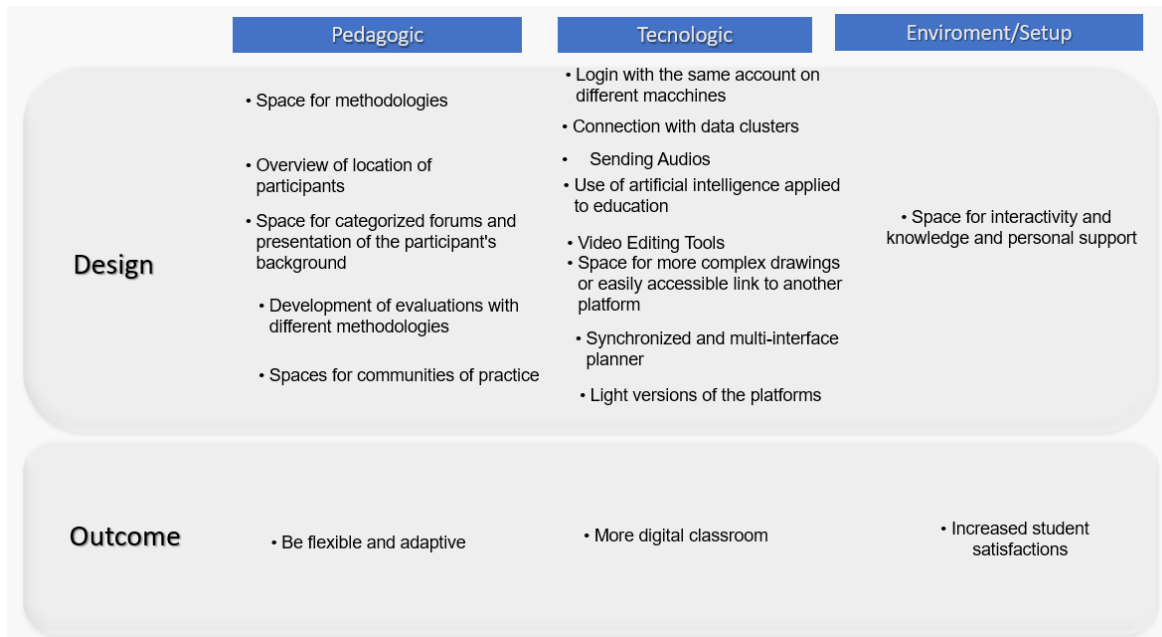 Pedagogic
Tecnologic
Enviroment/Setup
Design
• Space for methodologies
• Overview of location of
participants
• Space for categorized forums and
presentation of the participant's
background
• Development of evaluations with
different methodologies
• Spaces for communities of practice
• Login with the same account on
different macchines
• Connection with data clusters
• Sending Audios
• Use of artificial intelligence applied
to education
• Video Editing Tools
• Space for more complex drawings
or easily accessible link to another
platform
• Synchronized and multi-interface
planner
• Light versions of the platforms
• Space for interactivity and
knowledge and personal support
Outcome
• Be flexible and adaptive
• More digital classroom
• Increased student
satisfactions